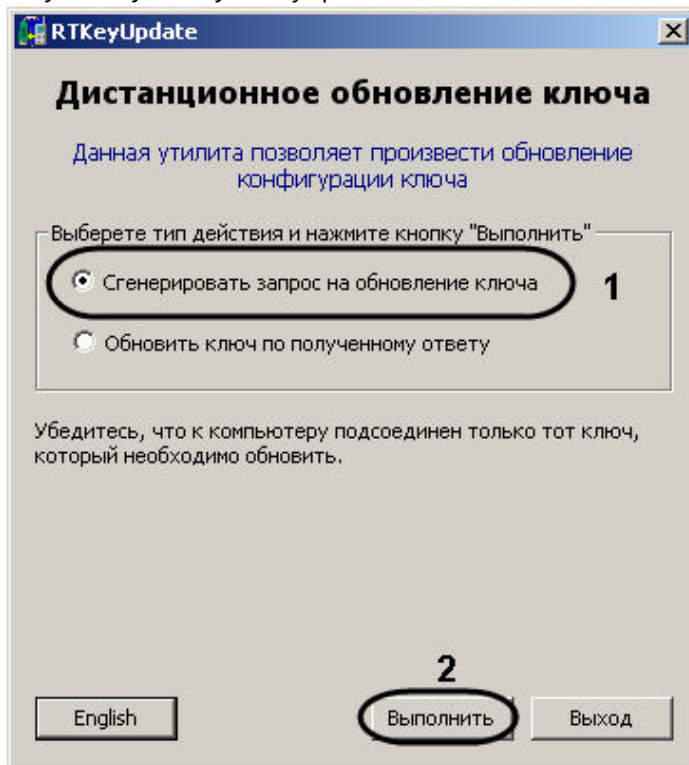 RTKeyUpdate
Дистанционное обновление ключа
Данная утилита позволяет произвести обновление
конфигурации ключа
Выберете тип действия и нажмите кнопку "Выполнить"
Сгенерировать запрос на обновление ключа
1
Обновить ключ по полученному ответу
Убедитесь, что к компьютеру подсоединен только тот ключ,
который необходимо обновить.
2
English
Выполнить
Выход